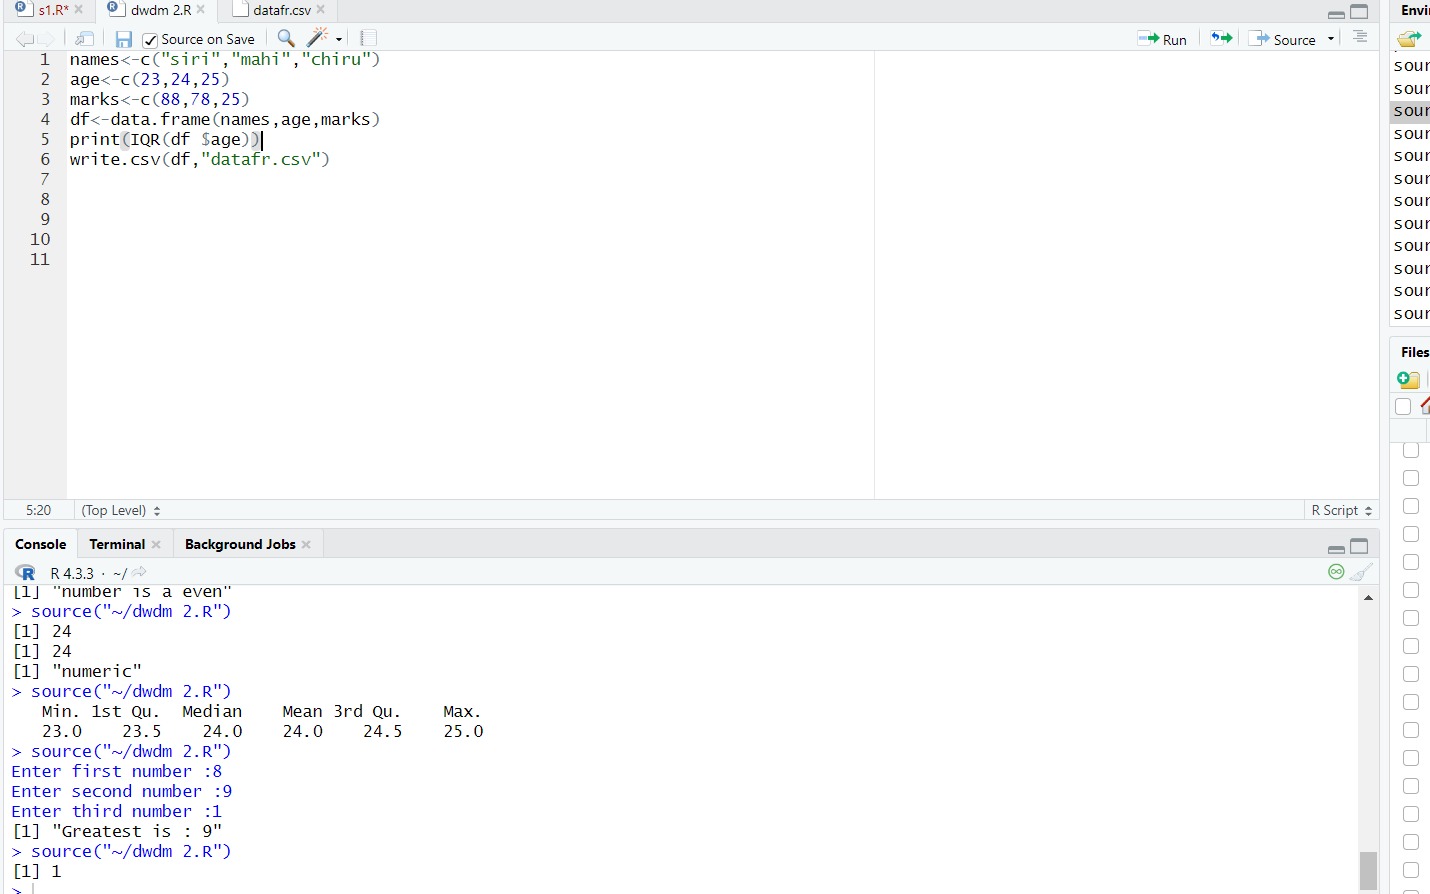 s1.R* dwdm 2.R datafr.csv
Source on Save Run Source
1 names<-c("siri","mahi","chiru")
2 age<-c(23,24,25)
3 marks<-c(88,78,25)
4 df<-data.frame(names,age,marks)
5 print(IQR(df $age))
6 write.csv(df,"datafr.csv")
7
8
9
10
11
5:20 (Top Level) R Script
Console Terminal Background Jobs
R R 4.3.3 · ~/
[1] "number is a even"
> source("~/dwdm 2.R")
[1] 24
[1] 24
[1] "numeric"
> source("~/dwdm 2.R")
Min. 1st Qu. Median Mean 3rd Qu. Max.
23.0 23.5 24.0 24.0 24.5 25.0
> source("~/dwdm 2.R")
Enter first number :8
Enter second number :9
Enter third number :1
[1] "Greatest is : 9"
> source("~/dwdm 2.R")
[1] 1
>
Envi
sour
sour
sour
sour
sour
sour
sour
sour
sour
sour
sour
sour
Files